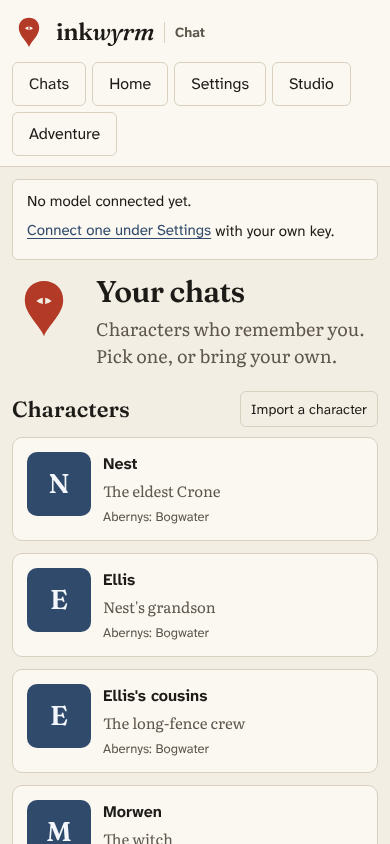 inkwyrm Chat
Chats
Home
Settings
Studio
Adventure
No model connected yet.
Connect one under Settings with your own key.
Your chats
Characters who remember you.
Pick one, or bring your own.
Characters
Import a character
N
Nest
The eldest Crone
Abernys: Bogwater
E
Ellis
Nest's grandson
Abernys: Bogwater
E
Ellis's cousins
The long-fence crew
Abernys: Bogwater
M
Morwen
The witch